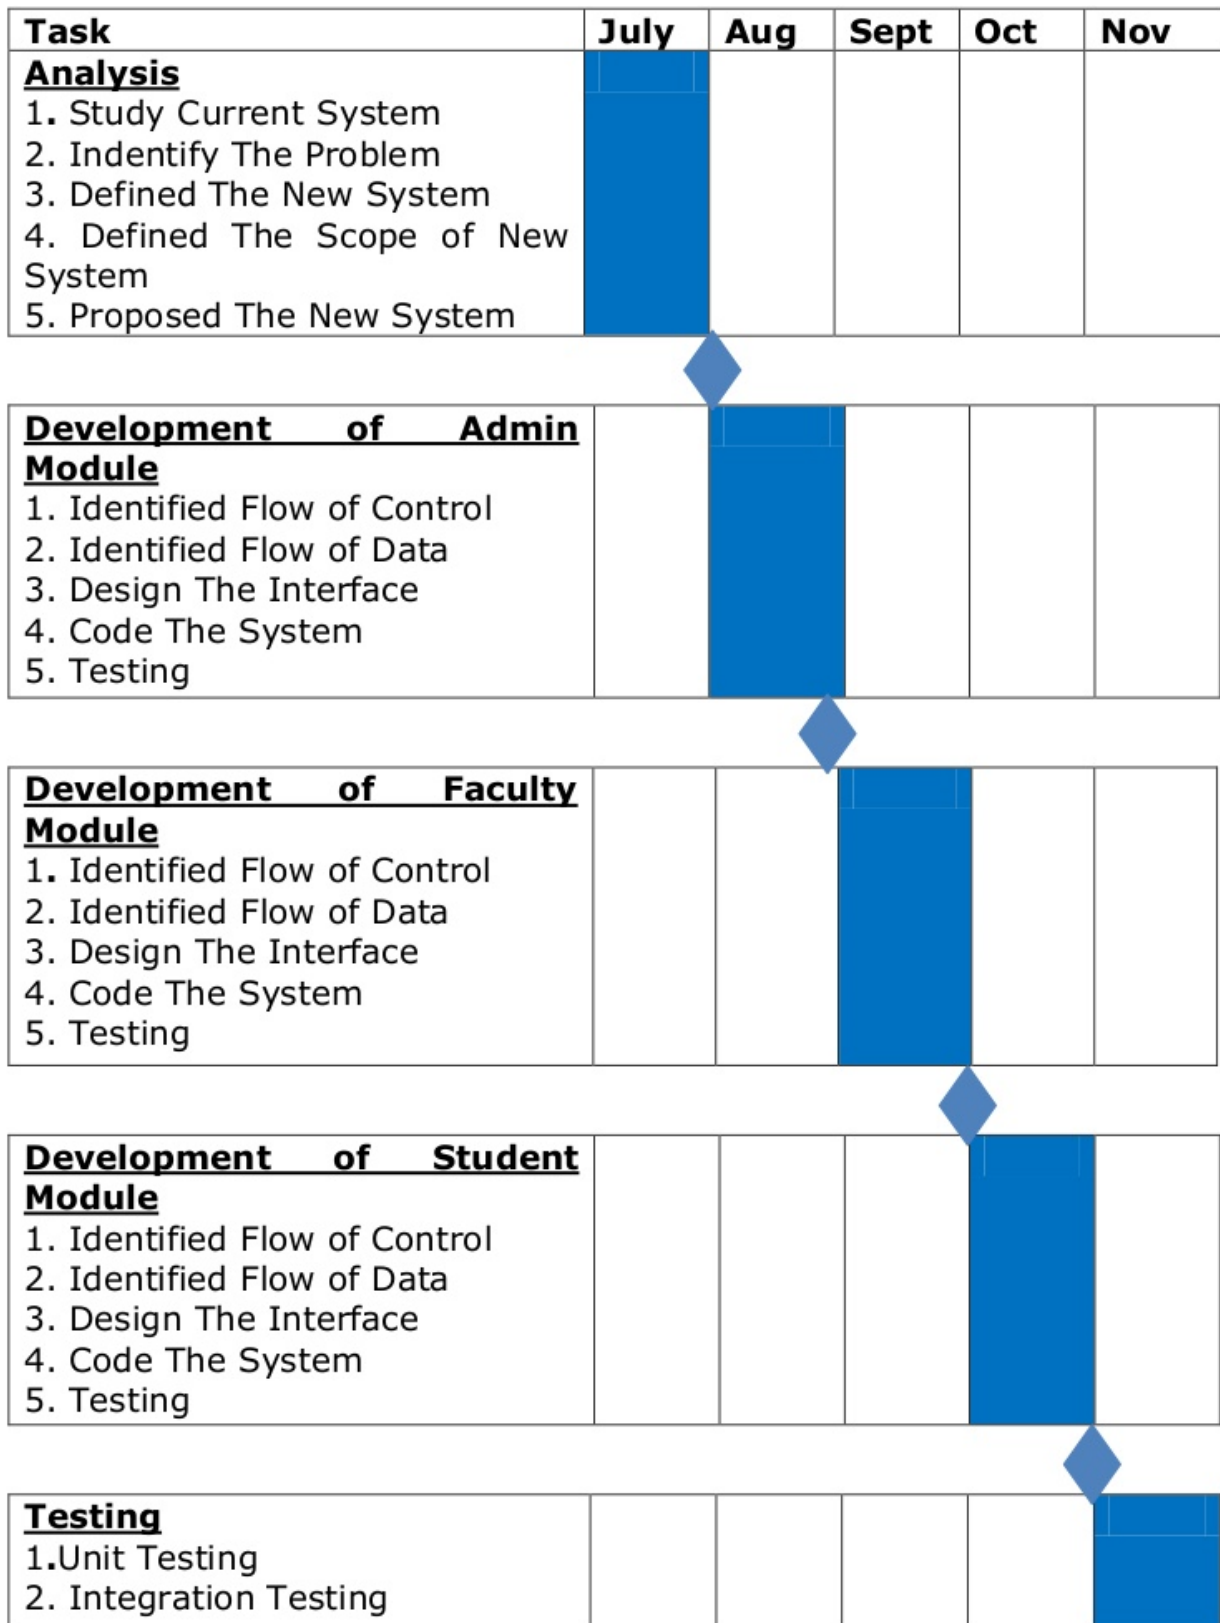 Task July Aug Sept Oct Nov
Analysis
1. Study Current System
2. Indentify The Problem
3. Defined The New System
4. Defined The Scope of New
System
5. Proposed The New System
Development of Admin
Module
1. Identified Flow of Control
2. Identified Flow of Data
3. Design The Interface
4. Code The System
5. Testing
Development of Faculty
Module
1. Identified Flow of Control
2. Identified Flow of Data
3. Design The Interface
4. Code The System
5. Testing
Development of Student
Module
1. Identified Flow of Control
2. Identified Flow of Data
3. Design The Interface
4. Code The System
5. Testing
Testing
1.Unit Testing
2. Integration Testing